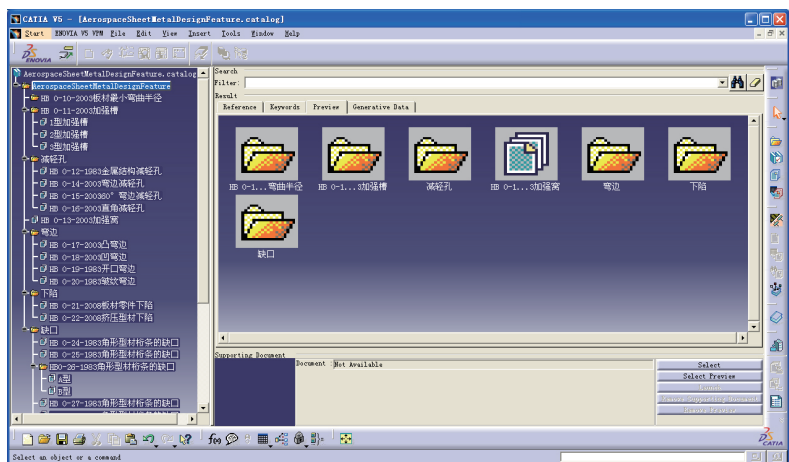 CATIA V5 - [AerospaceSheetMetalDesignFeature.catalog]
Start ENOVIA V5 VPM File Edit View Insert Tools Window Help
ENOVIA
AerospaceSheetMetalDesignFeature.catalog
AerospaceSheetMetalDesignFeature
HB 0-10-2003板材最小弯曲半径
HB 0-11-2003加强槽
1型加强槽
2型加强槽
3型加强槽
减轻孔
HB 0-12-1983金属结构减轻孔
HB 0-14-2003弯边减轻孔
HB 0-15-200360°弯边减轻孔
HB 0-16-2003直角减轻孔
HB 0-13-2003加强窝
弯边
HB 0-17-2003凸弯边
HB 0-18-2003凹弯边
HB 0-19-1983开口弯边
HB 0-20-1983皱纹弯边
下陷
HB 0-21-2008板材零件下陷
HB 0-22-2008挤压型材下陷
缺口
HB 0-24-1983角形型材桁条的缺口
HB 0-25-1983角形型材桁条的缺口
HB0-26-1983角形型材桁条的缺口
A型
B型
HB 0-27-1983角形型材桁条的缺口
Search
Filter:
Result
Reference Keywords Preview Generative Data
HB 0-1...弯曲半径 HB 0-1...3加强槽 减轻孔 HB 0-1...3加强窝 弯边 下陷
缺口
Supporting Document
Document Not Available
Select
Select Preview
CATIA
Select an object or a command